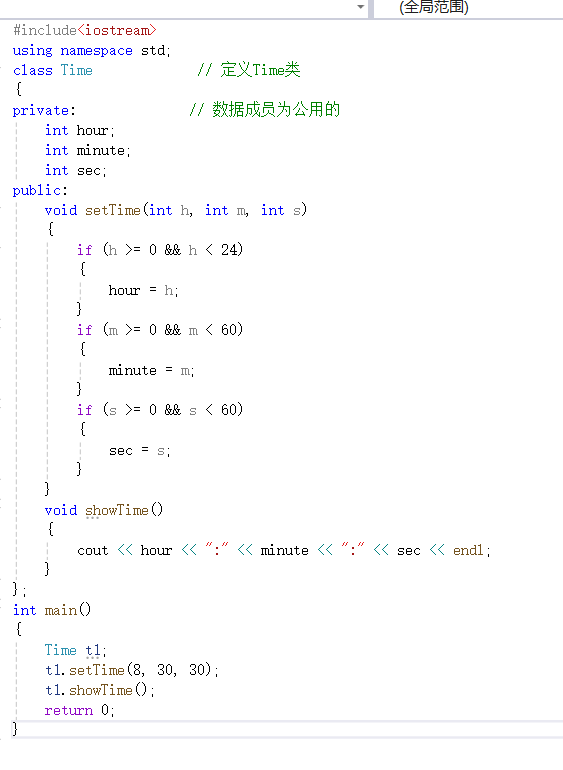 (全局范围)
#include<iostream>
using namespace std;
class Time // 定义Time类
{
private: // 数据成员为公用的
int hour;
int minute;
int sec;
public:
void setTime(int h, int m, int s)
{
if (h >= 0 && h < 24)
{
hour = h;
}
if (m >= 0 && m < 60)
{
minute = m;
}
if (s >= 0 && s < 60)
{
sec = s;
}
}
void showTime()
{
cout << hour << ":" << minute << ":" << sec << endl;
}
};
int main()
{
Time t1;
t1.setTime(8, 30, 30);
t1.showTime();
return 0;
}